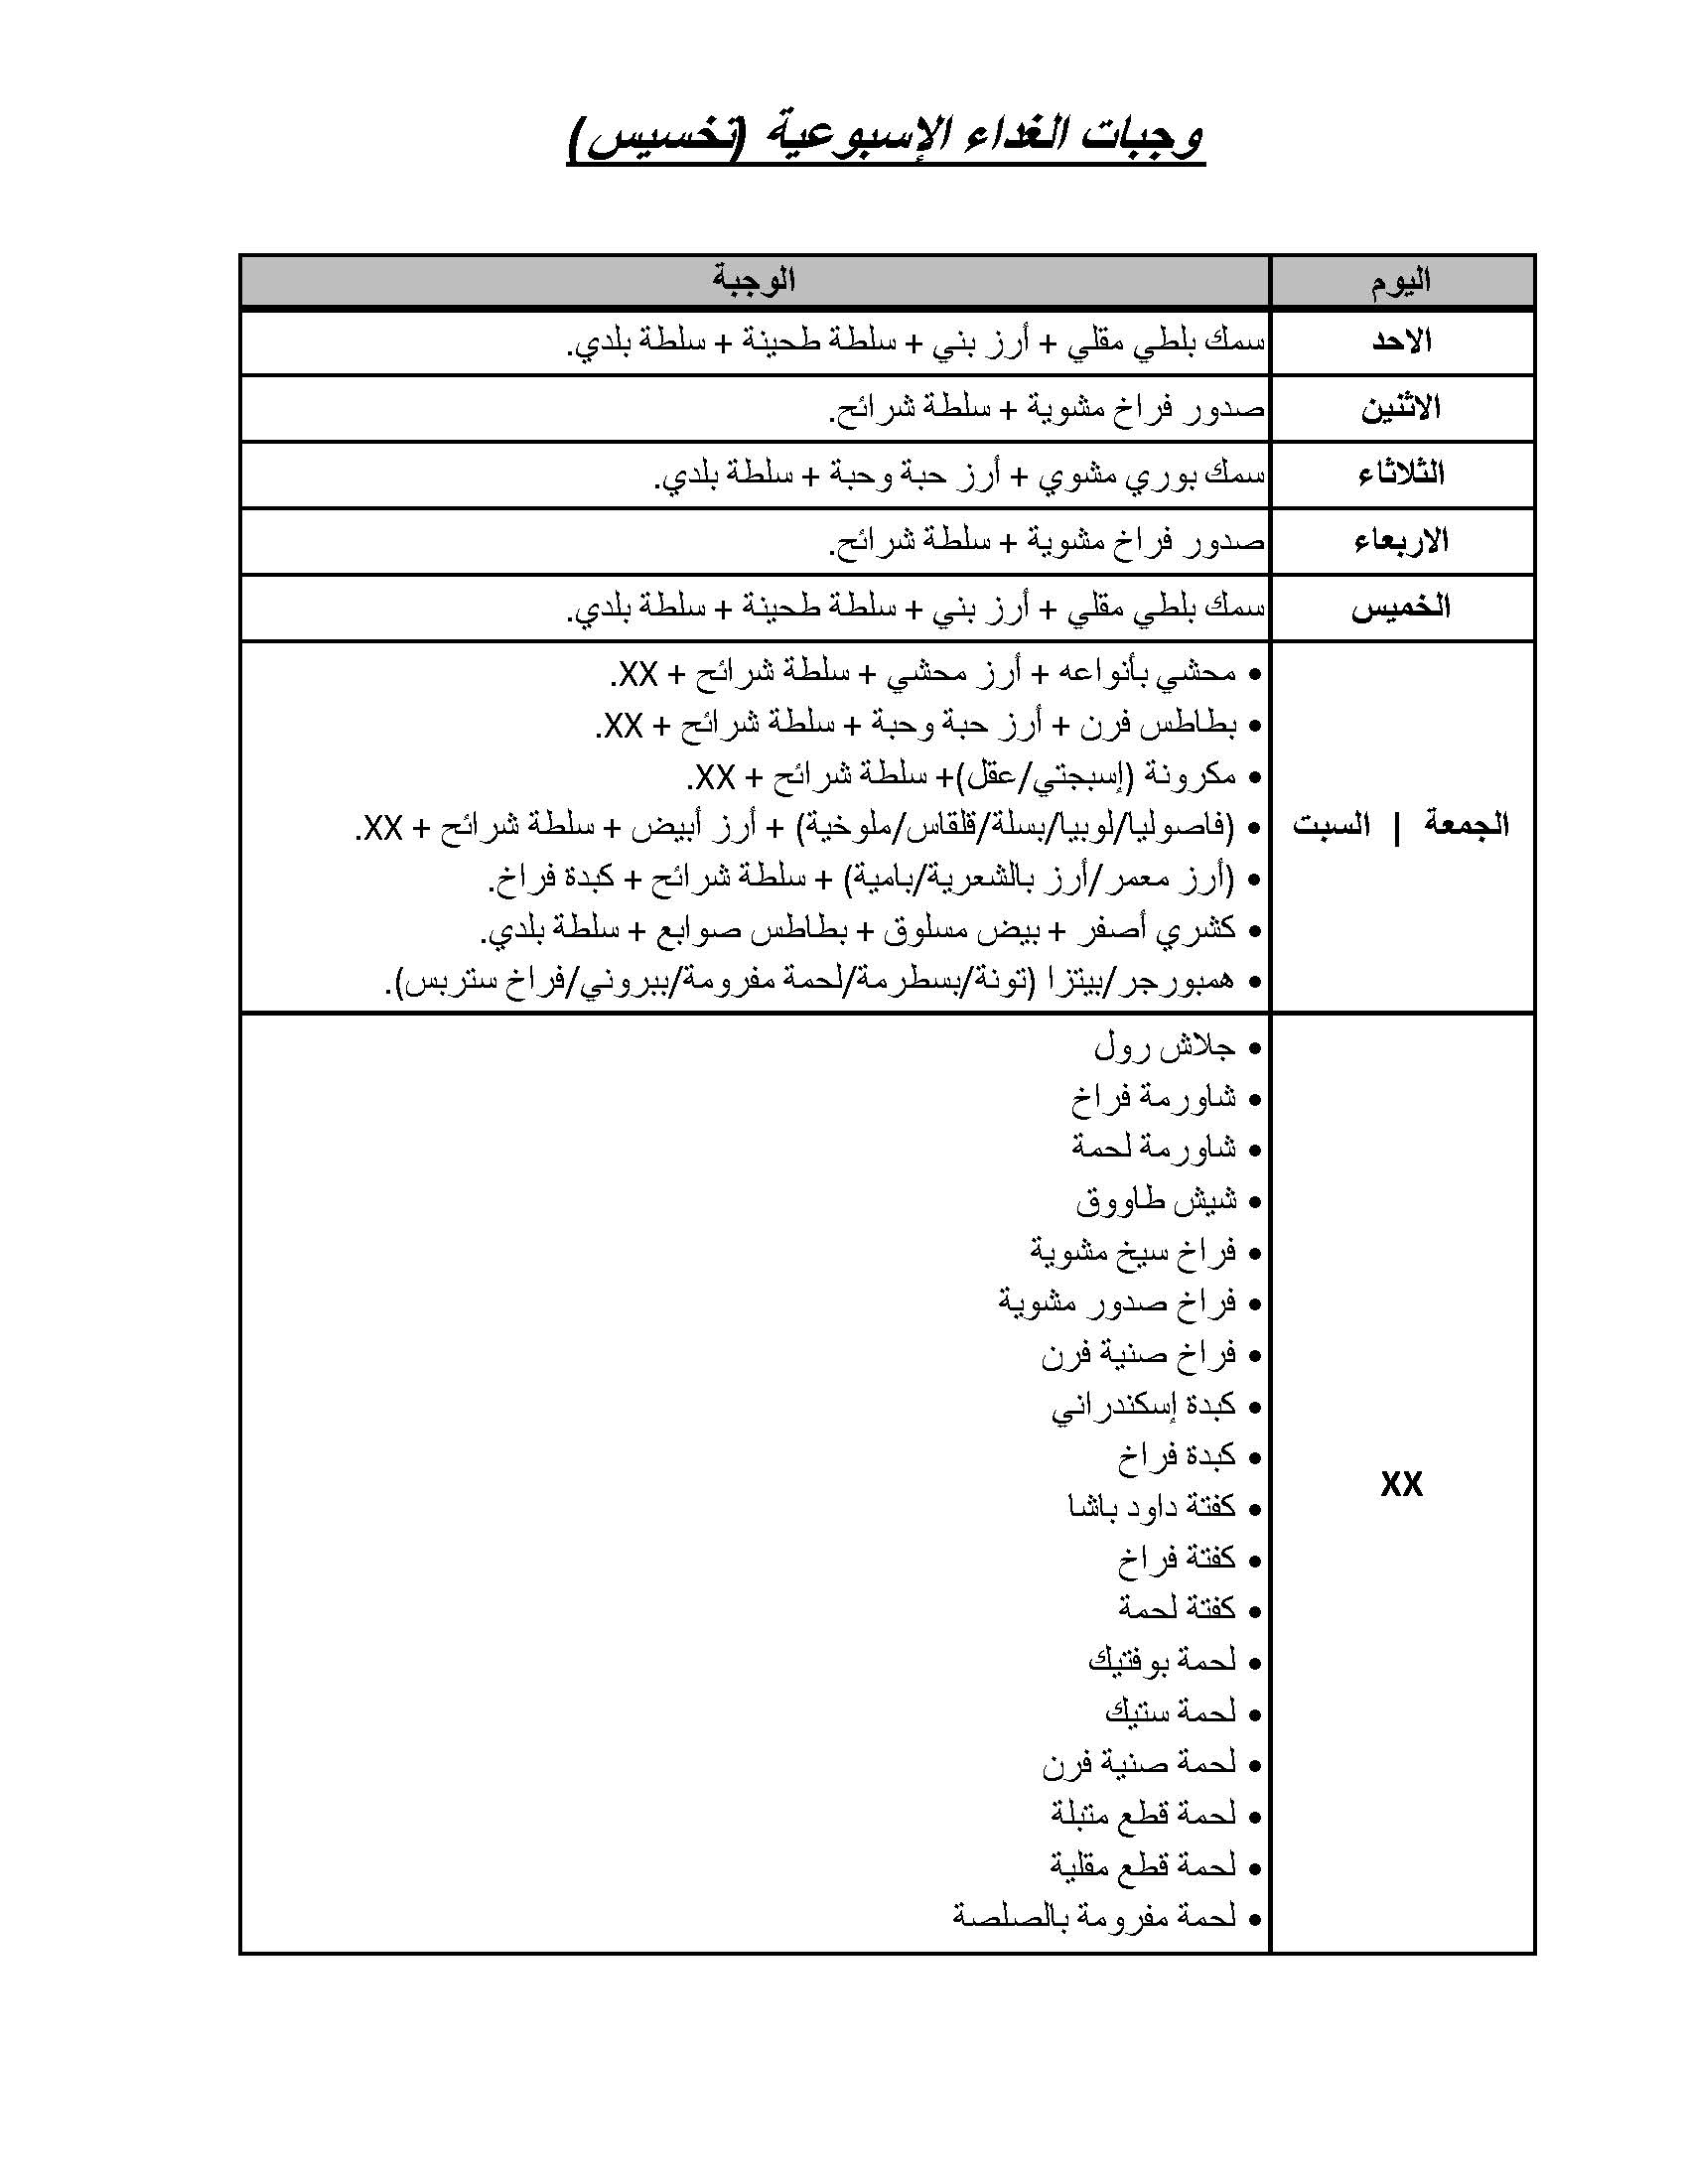 وجبات الغداء الإسبوعية (تخسيس)
اليوم الوجبة
الاحد سمك بلطي مقلي + أرز بني + سلطة طحينة + سلطة بلدي.
الاثنين صدور فراخ مشوية + سلطة شرائح.
الثلاثاء سمك بوري مشوي + أرز حبة وحبة + سلطة بلدي.
الاربعاء صدور فراخ مشوية + سلطة شرائح.
الخميس سمك بلطي مقلي + أرز بني + سلطة طحينة + سلطة بلدي.
الجمعة | السبت
• محشي بأنواعه + أرز محشي + سلطة شرائح + XX.
• بطاطس فرن + أرز حبة وحبة + سلطة شرائح + XX.
• مكرونة (إسبجتي/عقل)+ سلطة شرائح + XX.
• (فاصوليا/لوبيا/بسلة/قلقاس/ملوخية) + أرز أبيض + سلطة شرائح + XX.
• (أرز معمر/أرز بالشعرية/بامية) + سلطة شرائح + كبدة فراخ.
• كشري أصفر + بيض مسلوق + بطاطس صوابع + سلطة بلدي.
• همبورجر/بيتزا (تونة/بسطرمة/لحمة مفرومة/ببروني/فراخ ستربس).
XX
• جلاش رول
• شاورمة فراخ
• شاورمة لحمة
• شيش طاووق
• فراخ سيخ مشوية
• فراخ صدور مشوية
• فراخ صنية فرن
• كبدة إسكندراني
• كبدة فراخ
• كفتة داود باشا
• كفتة فراخ
• كفتة لحمة
• لحمة بوفتيك
• لحمة ستيك
• لحمة صنية فرن
• لحمة قطع متبلة
• لحمة قطع مقلية
• لحمة مفرومة بالصلصة